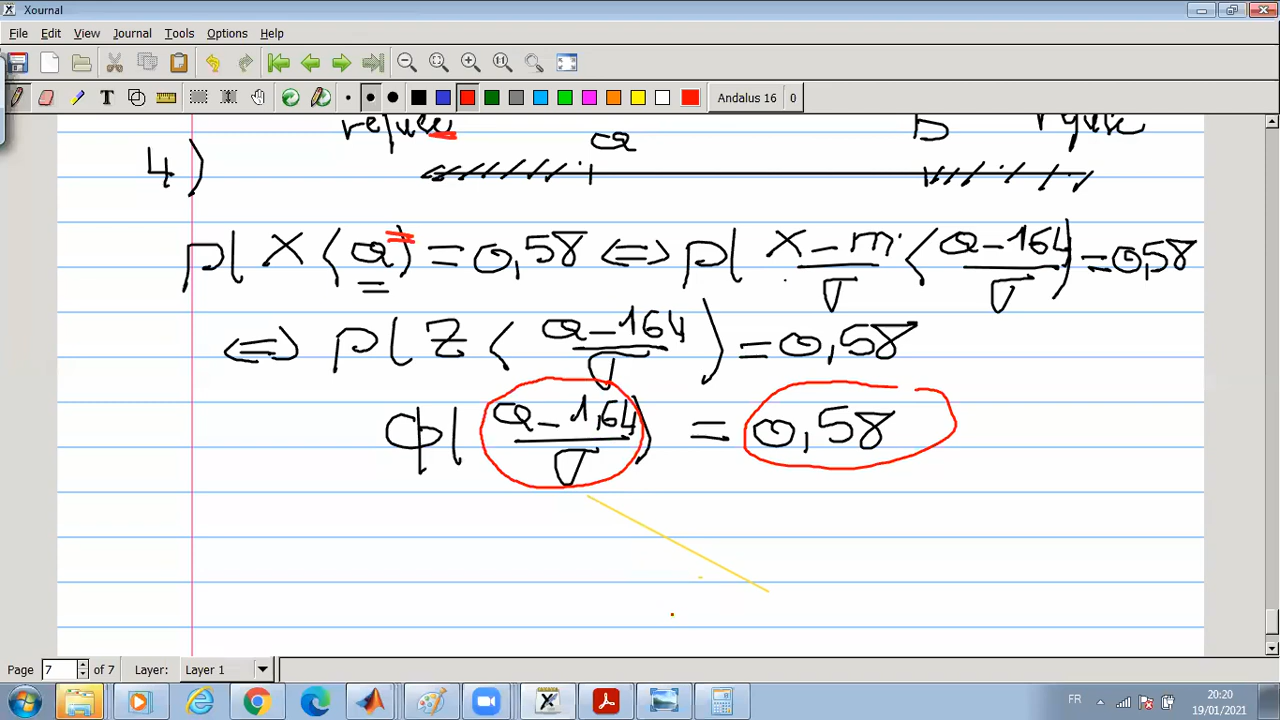 Xournal
File Edit View Journal Tools Options Help
Andalus 16 0
refusé
a
b
4)
p( X < a) = 0,58 <=> p( X-m/σ < a-164/σ) = 0,58
<=> p( Z < a-164/σ ) = 0,58
φ( a-164/σ ) = 0,58
Page 7 of 7 Layer: Layer 1
FR 20:20
19/01/2021